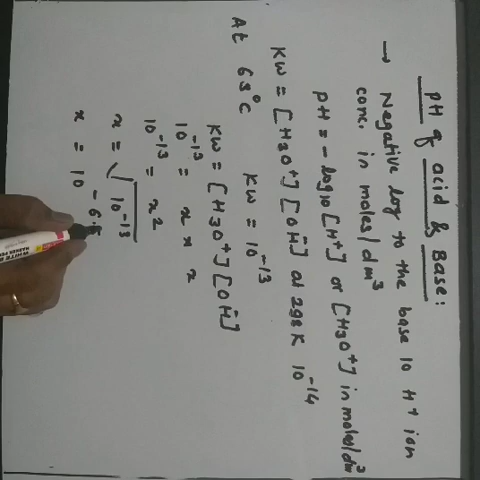 pH of acid & Base:
→ Negative log to the base 10 H+ ion
conc. in moles/dm³
pH = - log10 [H+] or [H3O+] in moles/dm³
Kw = [H3O+] [OH⁻] at 298K 10⁻¹⁴
At 63°C Kw = 10⁻¹³
Kw = [H3O+] [OH⁻]
10⁻¹³ = x × x
10⁻¹³ = x²
x = √10⁻¹³
x = 10⁻⁶·⁵